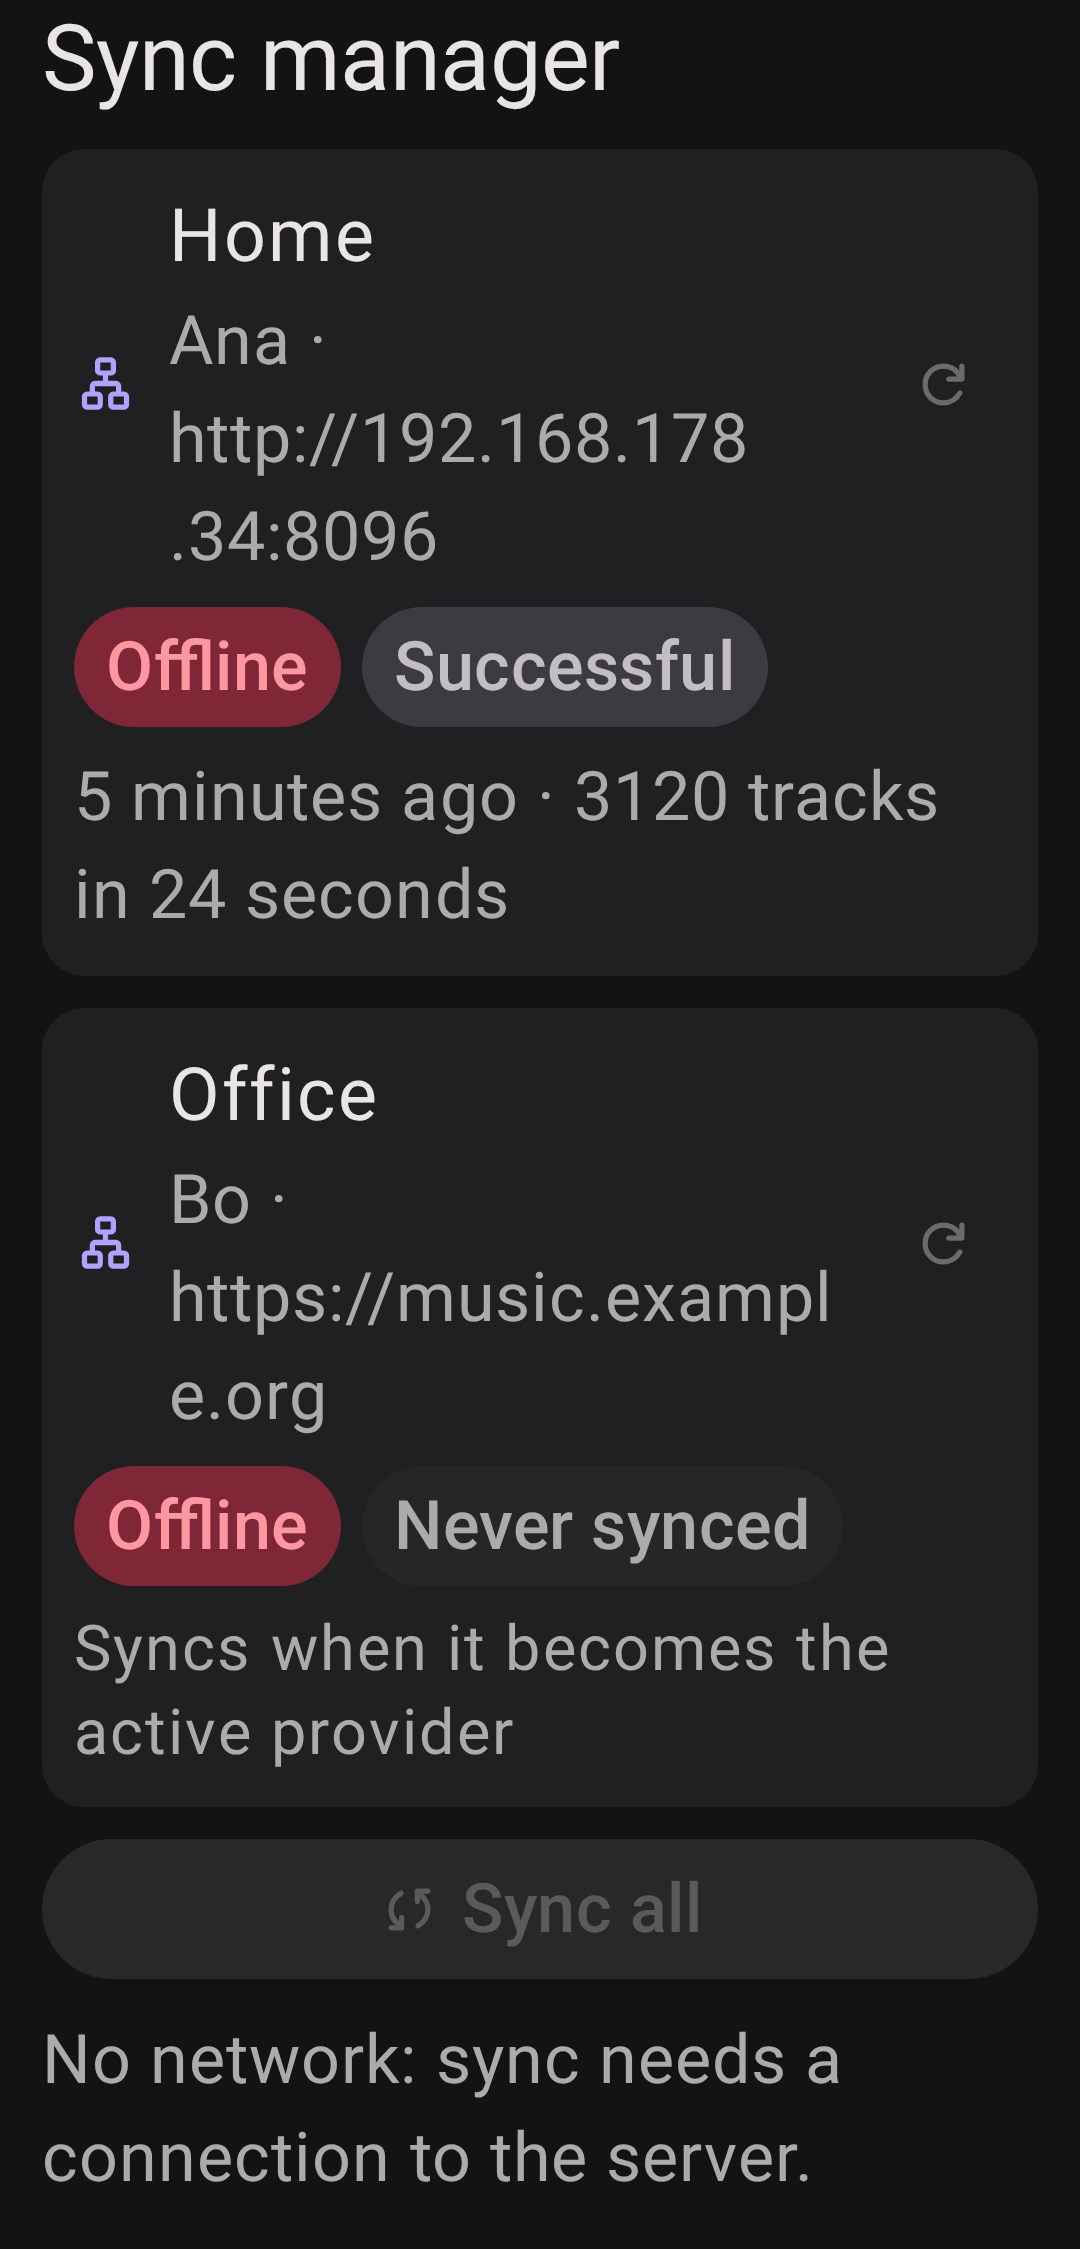 Sync manager
Home
Ana ·
http://192.168.178
.34:8096
Offline
Successful
5 minutes ago · 3120 tracks
in 24 seconds
Office
Bo ·
https://music.exampl
e.org
Offline
Never synced
Syncs when it becomes the
active provider
Sync all
No network: sync needs a
connection to the server.